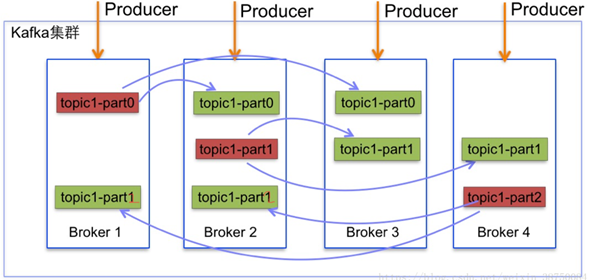 Producer
Producer
Producer
Producer
Kafka集群
topic1-part0
topic1-part0
topic1-part0
topic1-part1
topic1-part1
topic1-part1
topic1-part1
topic1-part1
topic1-part2
Broker 1
Broker 2
Broker 3
Broker 4